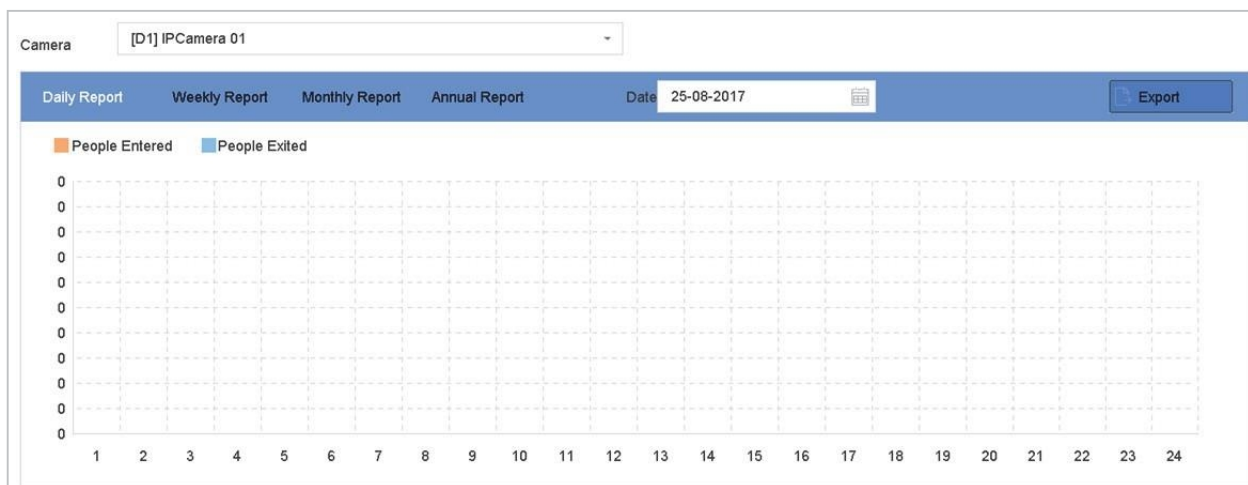 Camera [D1] IPCamera 01
Daily Report Weekly Report Monthly Report Annual Report Date 25-08-2017 Export
People Entered People Exited
0
0
0
0
0
0
0
0
0
0
0
1 2 3 4 5 6 7 8 9 10 11 12 13 14 15 16 17 18 19 20 21 22 23 24